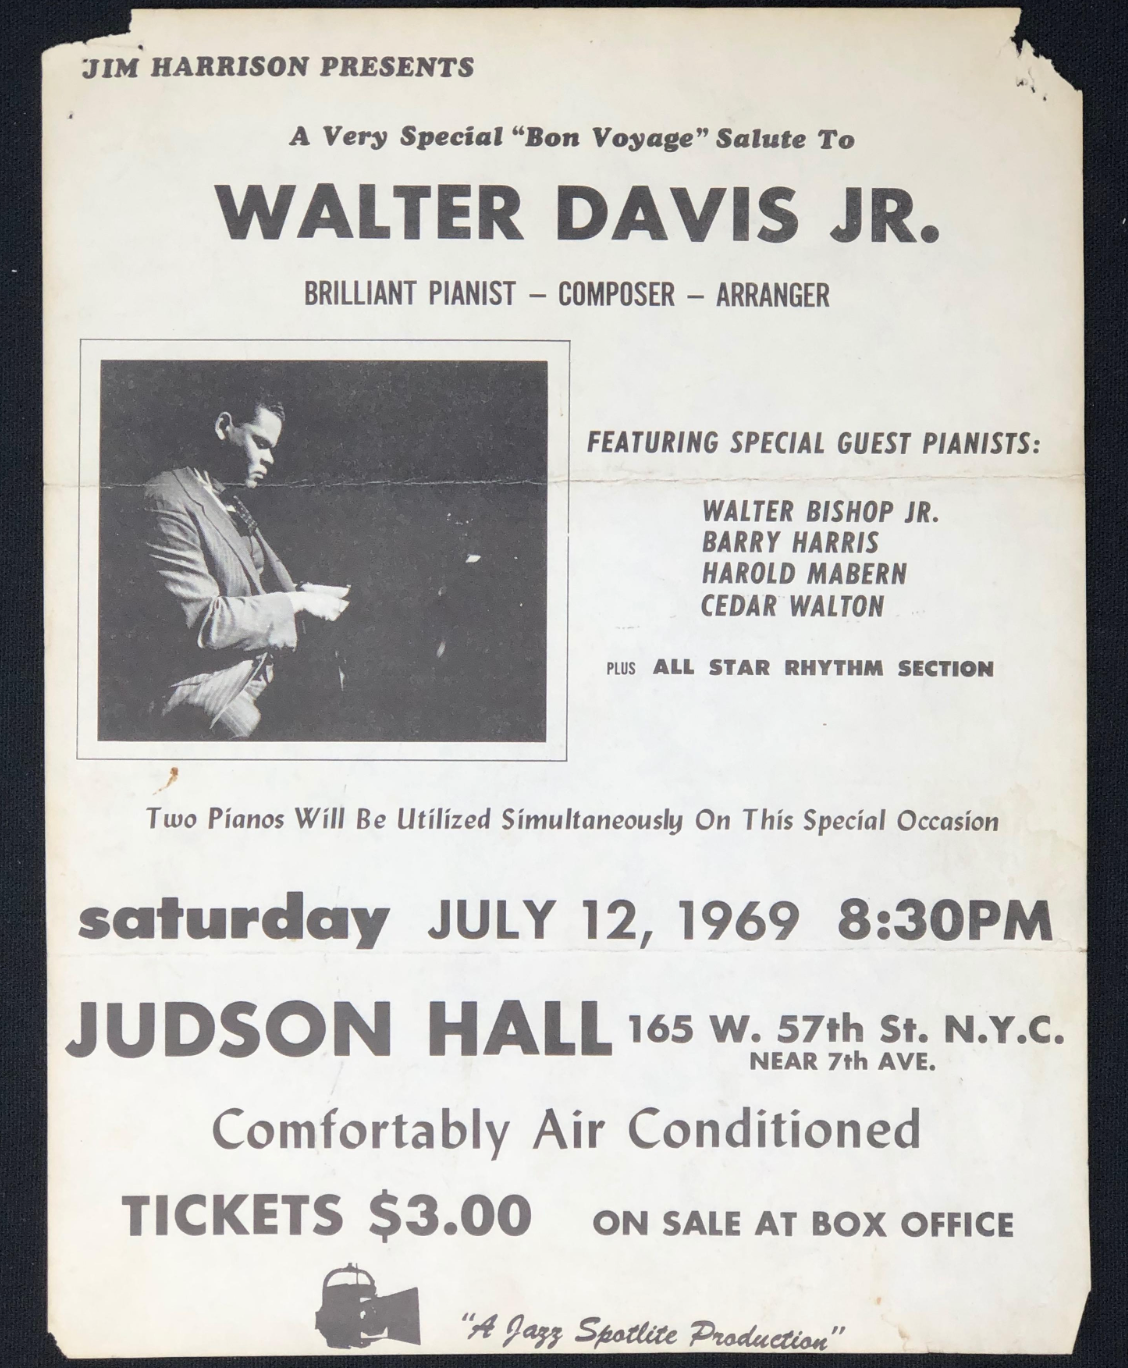 JIM HARRISON PRESENTS
A Very Special "Bon Voyage" Salute To
WALTER DAVIS JR.
BRILLIANT PIANIST – COMPOSER – ARRANGER
FEATURING SPECIAL GUEST PIANISTS:
WALTER BISHOP JR.
BARRY HARRIS
HAROLD MABERN
CEDAR WALTON
PLUS ALL STAR RHYTHM SECTION
Two Pianos Will Be Utilized Simultaneously On This Special Occasion
saturday JULY 12, 1969 8:30PM
JUDSON HALL 165 W. 57th St. N.Y.C.
NEAR 7th AVE.
Comfortably Air Conditioned
TICKETS $3.00 ON SALE AT BOX OFFICE
"A Jazz Spotlite Production"